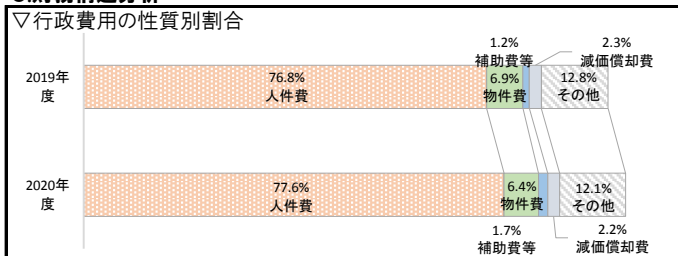 ▽行政費用の性質別割合
1.2%
補助費等
2.3%
減価償却費
2019年
度
76.8%
人件費
6.9%
物件費
12.8%
その他
2020年
度
77.6%
人件費
6.4%
物件費
12.1%
その他
1.7%
補助費等
2.2%
減価償却費